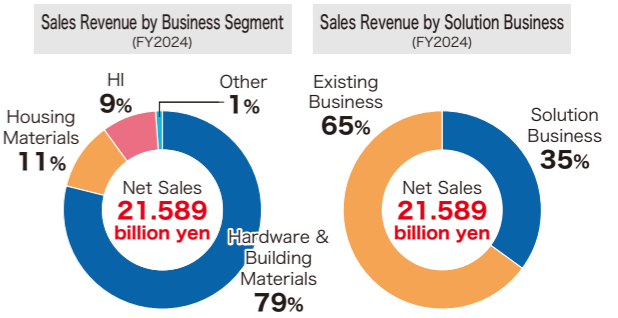 Sales Revenue by Business Segment
(FY2024)
HI
9%
Other
1%
Housing
Materials
11%
Net Sales
21.589
billion yen
Hardware &
Building
Materials
79%
Sales Revenue by Solution Business
(FY2024)
Existing
Business
65%
Solution
Business
35%
Net Sales
21.589
billion yen